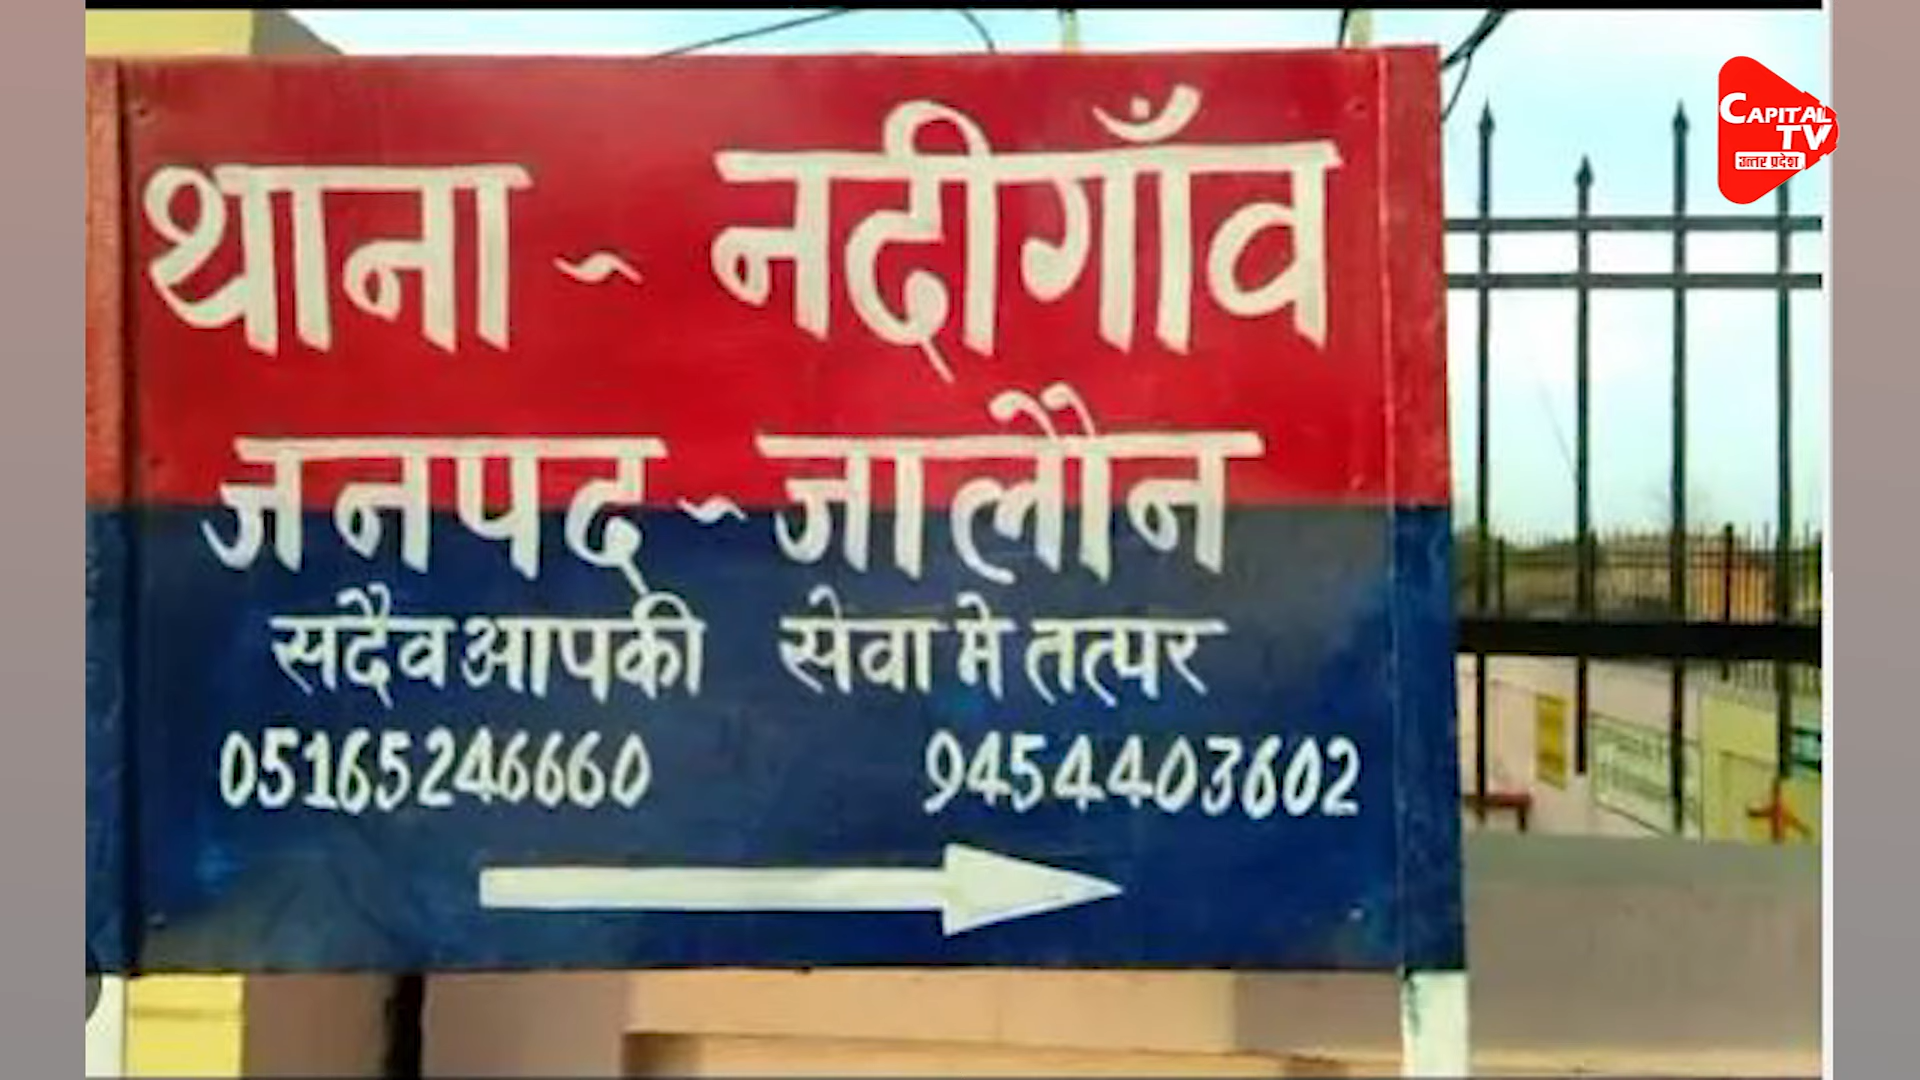 थाना - नदीगाँव
जनपद - जालौन
सदैव आपकी सेवा मे तत्पर
05165246660 9454403602
CAPITAL
TV
उत्तर प्रदेश